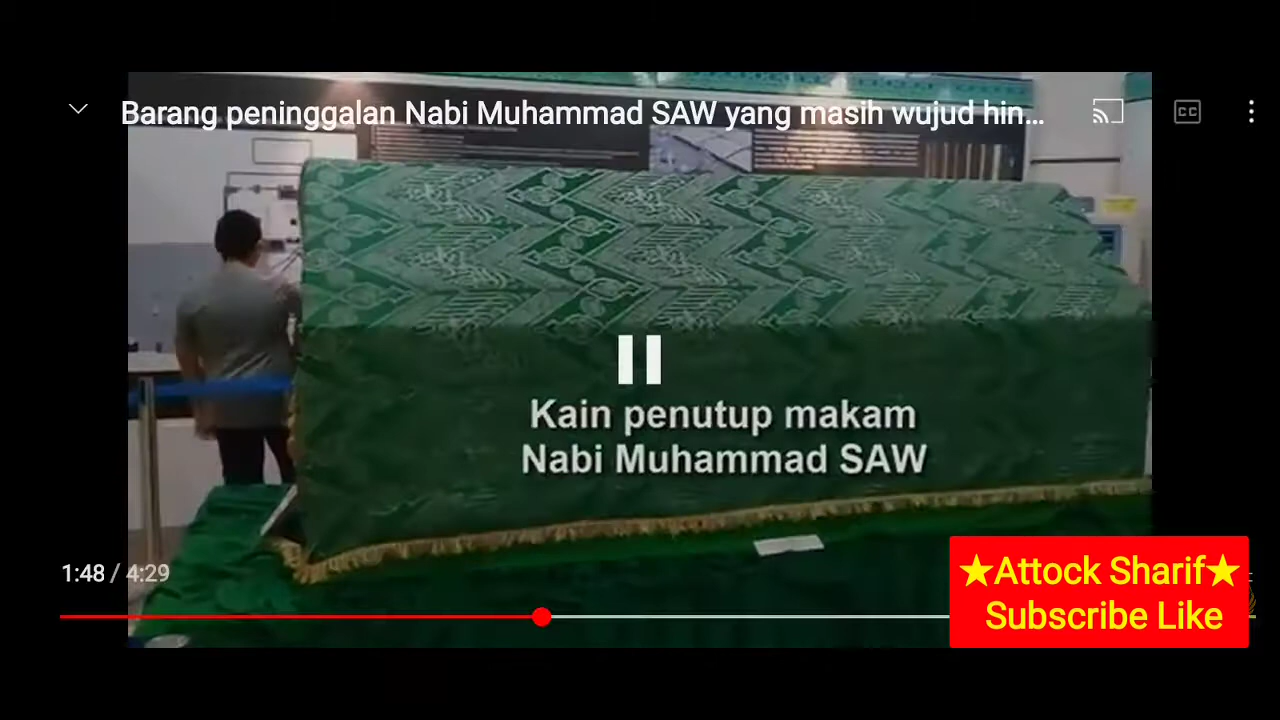 Barang peninggalan Nabi Muhammad SAW yang masih wujud hin...
CC
Kain penutup makam
Nabi Muhammad SAW
1:48 / 4:29
★Attock Sharif★
Subscribe Like